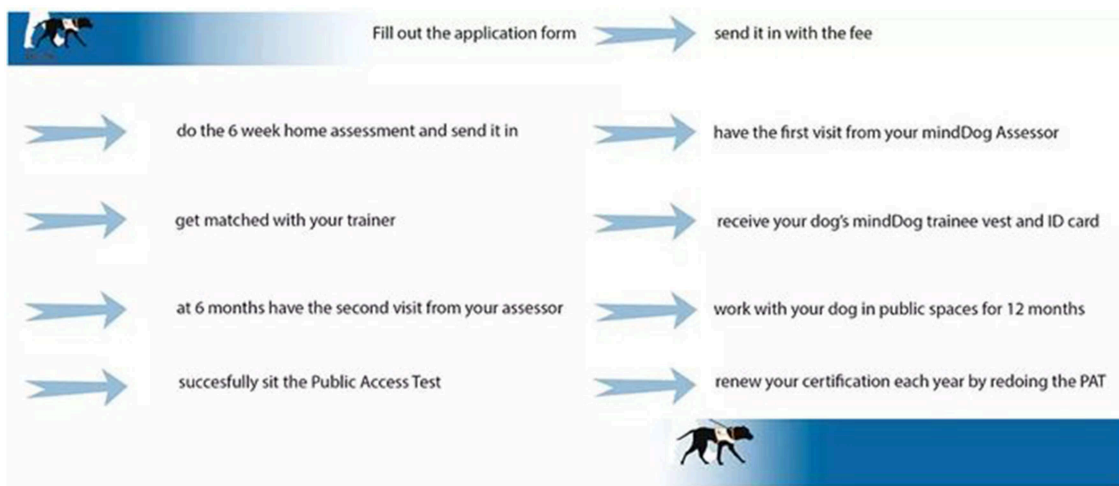 Fill out the application form
send it in with the fee
do the 6 week home assessment and send it in
have the first visit from your mindDog Assessor
get matched with your trainer
receive your dog's mindDog trainee vest and ID card
at 6 months have the second visit from your assessor
work with your dog in public spaces for 12 months
succesfully sit the Public Access Test
renew your certification each year by redoing the PAT